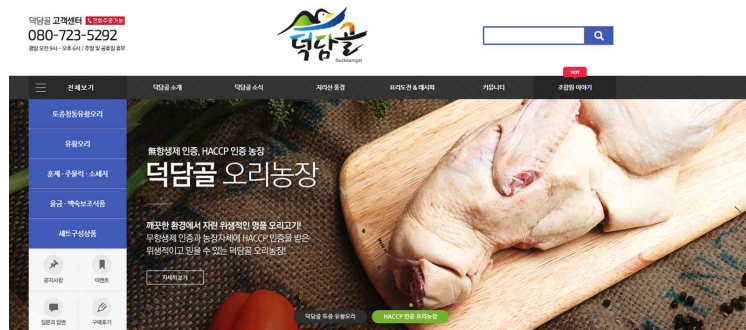 덕담골 고객센터 전화주문가능
080-723-5292
평일 오전 9시 - 오후 6시 / 주말 및 공휴일 휴무
덕담골
Duckdamgol
HOT
전체보기
덕담골 소개
덕담골 소식
지리산 풍경
요리도전 & 레시피
커뮤니티
조합원 이야기
토종청둥유황오리
유황오리
훈제 · 주물럭 · 소세지
울금 · 백숙보조식품
세트구성상품
공지사항
이벤트
질문과 답변
구매후기
無항생제 인증, HACCP 인증 농장
덕담골 오리농장
깨끗한 환경에서 자란 위생적인 명품 오리고기!
무항생제 인증과 농장자체에 HACCP 인증을 받은
위생적이고 믿을 수 있는 덕담골 오리농장!
자세히 보기
덕담골 토종 유황오리
HACCP 인증 오리농장